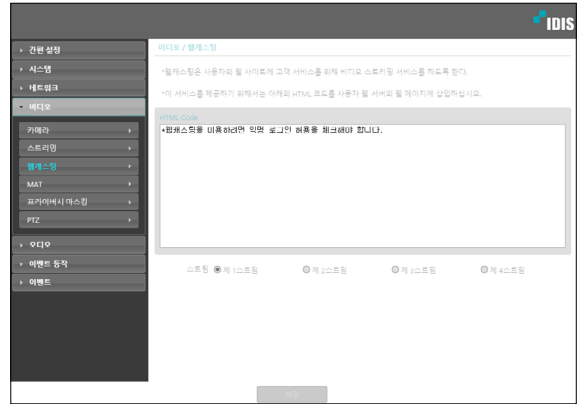 IDIS
간편 설정
시스템
네트워크
비디오
카메라
스트리밍
웹캐스팅
MAT
프라이버시 마스킹
PTZ
오디오
이벤트 동작
이벤트
비디오 / 웹캐스팅
*웹캐스팅은 사용자의 웹 사이트에 고객 서비스를 위해 비디오 스트리밍 서비스를 하도록 한다.
*이 서비스를 제공하기 위해서는 아래의 HTML 코드를 사용자 웹 서버의 웹 페이지에 삽입하십시오.
HTML Code
*웹캐스팅을 이용하려면 익명 로그인 허용을 체크해야 합니다.
스트림 제 1스트림 제 2스트림 제 3스트림 제 4스트림
저장